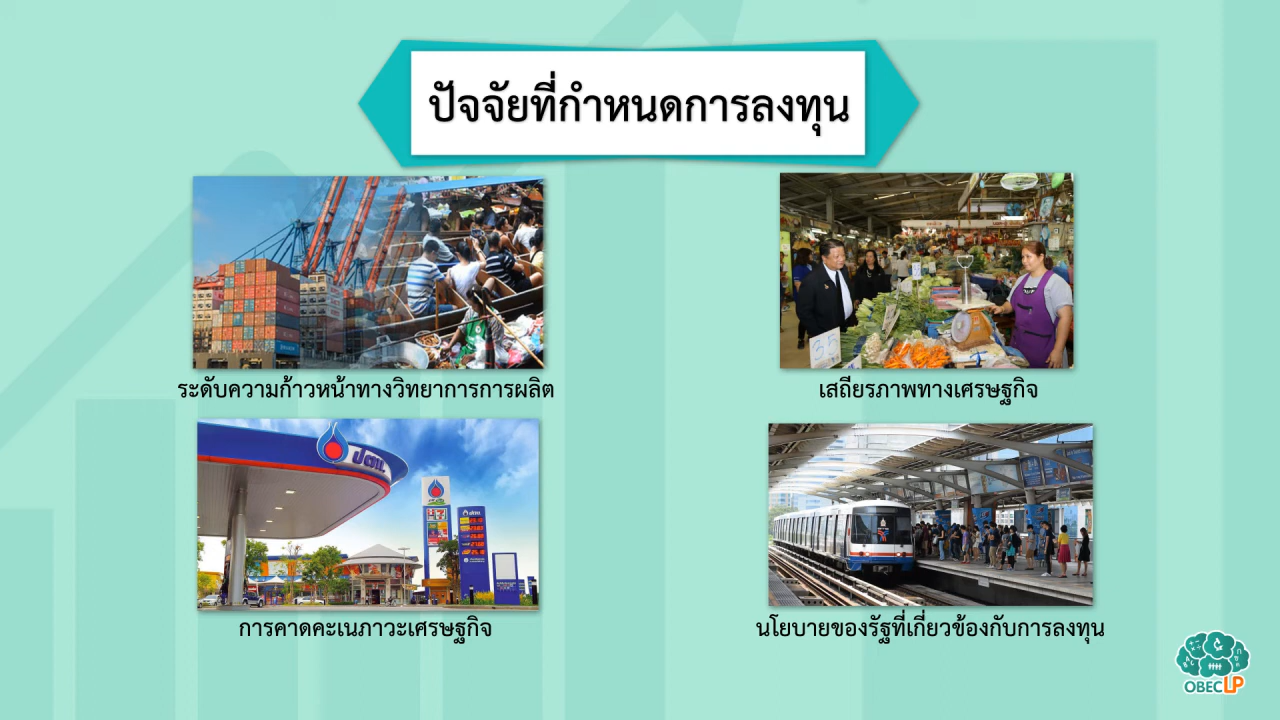 ปัจจัยที่กำหนดการลงทุน
ระดับความก้าวหน้าทางวิทยาการการผลิต
เสถียรภาพทางเศรษฐกิจ
ปตท.
35
การคาดคะเนภาวะเศรษฐกิจ
นโยบายของรัฐที่เกี่ยวข้องกับการลงทุน
OBECLP